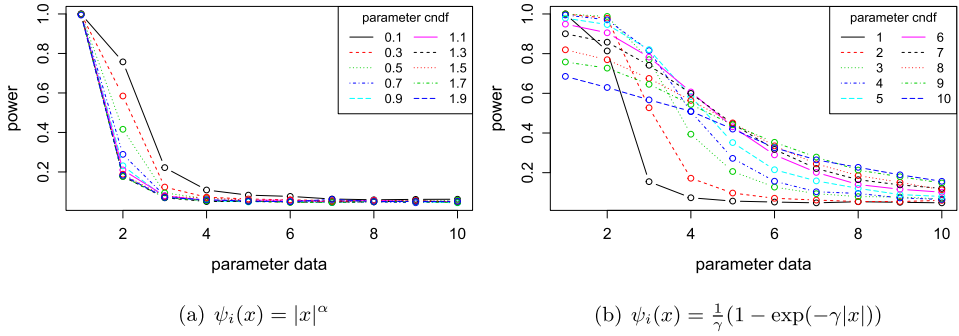 power
1.0
0.8
0.6
0.4
0.2
parameter cndf
0.1 1.1
0.3 1.3
0.5 1.5
0.7 1.7
0.9 1.9
2 4 6 8 10
parameter data
(a) ψᵢ(x) = |x|^α
power
1.0
0.8
0.6
0.4
0.2
parameter cndf
1 6
2 7
3 8
4 9
5 10
2 4 6 8 10
parameter data
(b) ψᵢ(x) = 1/γ (1 − exp(−γ|x|))